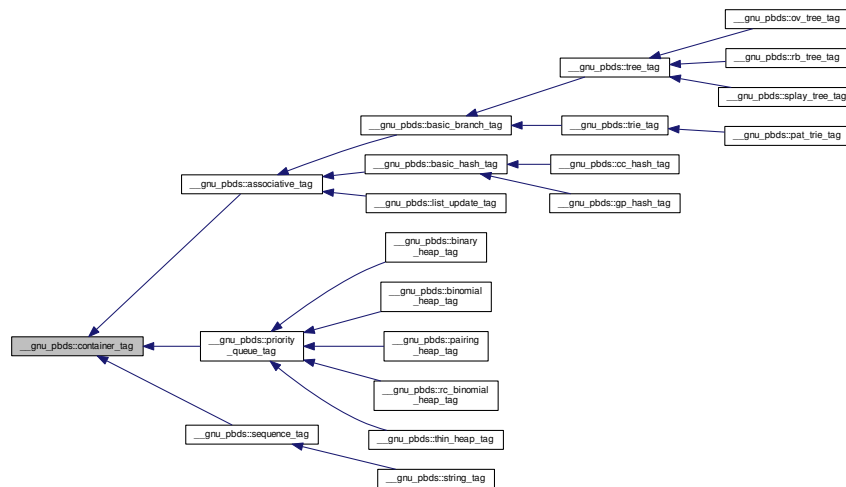 __gnu_pbds::ov_tree_tag
__gnu_pbds::rb_tree_tag
__gnu_pbds::tree_tag
__gnu_pbds::splay_tree_tag
__gnu_pbds::basic_branch_tag
__gnu_pbds::trie_tag
__gnu_pbds::pat_trie_tag
__gnu_pbds::basic_hash_tag
__gnu_pbds::cc_hash_tag
__gnu_pbds::associative_tag
__gnu_pbds::list_update_tag
__gnu_pbds::gp_hash_tag
__gnu_pbds::binary
_heap_tag
__gnu_pbds::binomial
_heap_tag
__gnu_pbds::container_tag
__gnu_pbds::priority
_queue_tag
__gnu_pbds::pairing
_heap_tag
__gnu_pbds::rc_binomial
_heap_tag
__gnu_pbds::sequence_tag
__gnu_pbds::thin_heap_tag
__gnu_pbds::string_tag